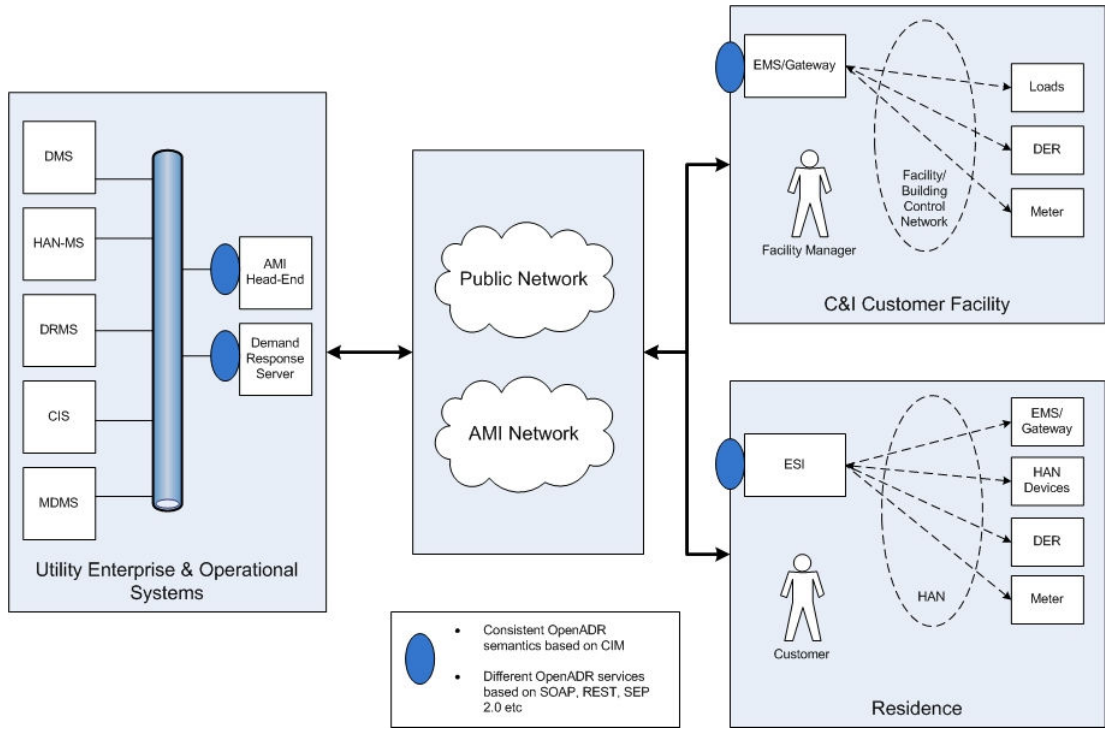 DMS
HAN-MS
DRMS
CIS
MDMS
AMI
Head-End
Demand
Response
Server
Utility Enterprise & Operational
Systems
Public Network
AMI Network
EMS/Gateway
Loads
DER
Meter
Facility/
Building
Control
Network
Facility Manager
C&I Customer Facility
ESI
EMS/
Gateway
HAN
Devices
DER
Meter
HAN
Customer
Residence
• Consistent OpenADR
semantics based on CIM
• Different OpenADR services
based on SOAP, REST, SEP
2.0 etc